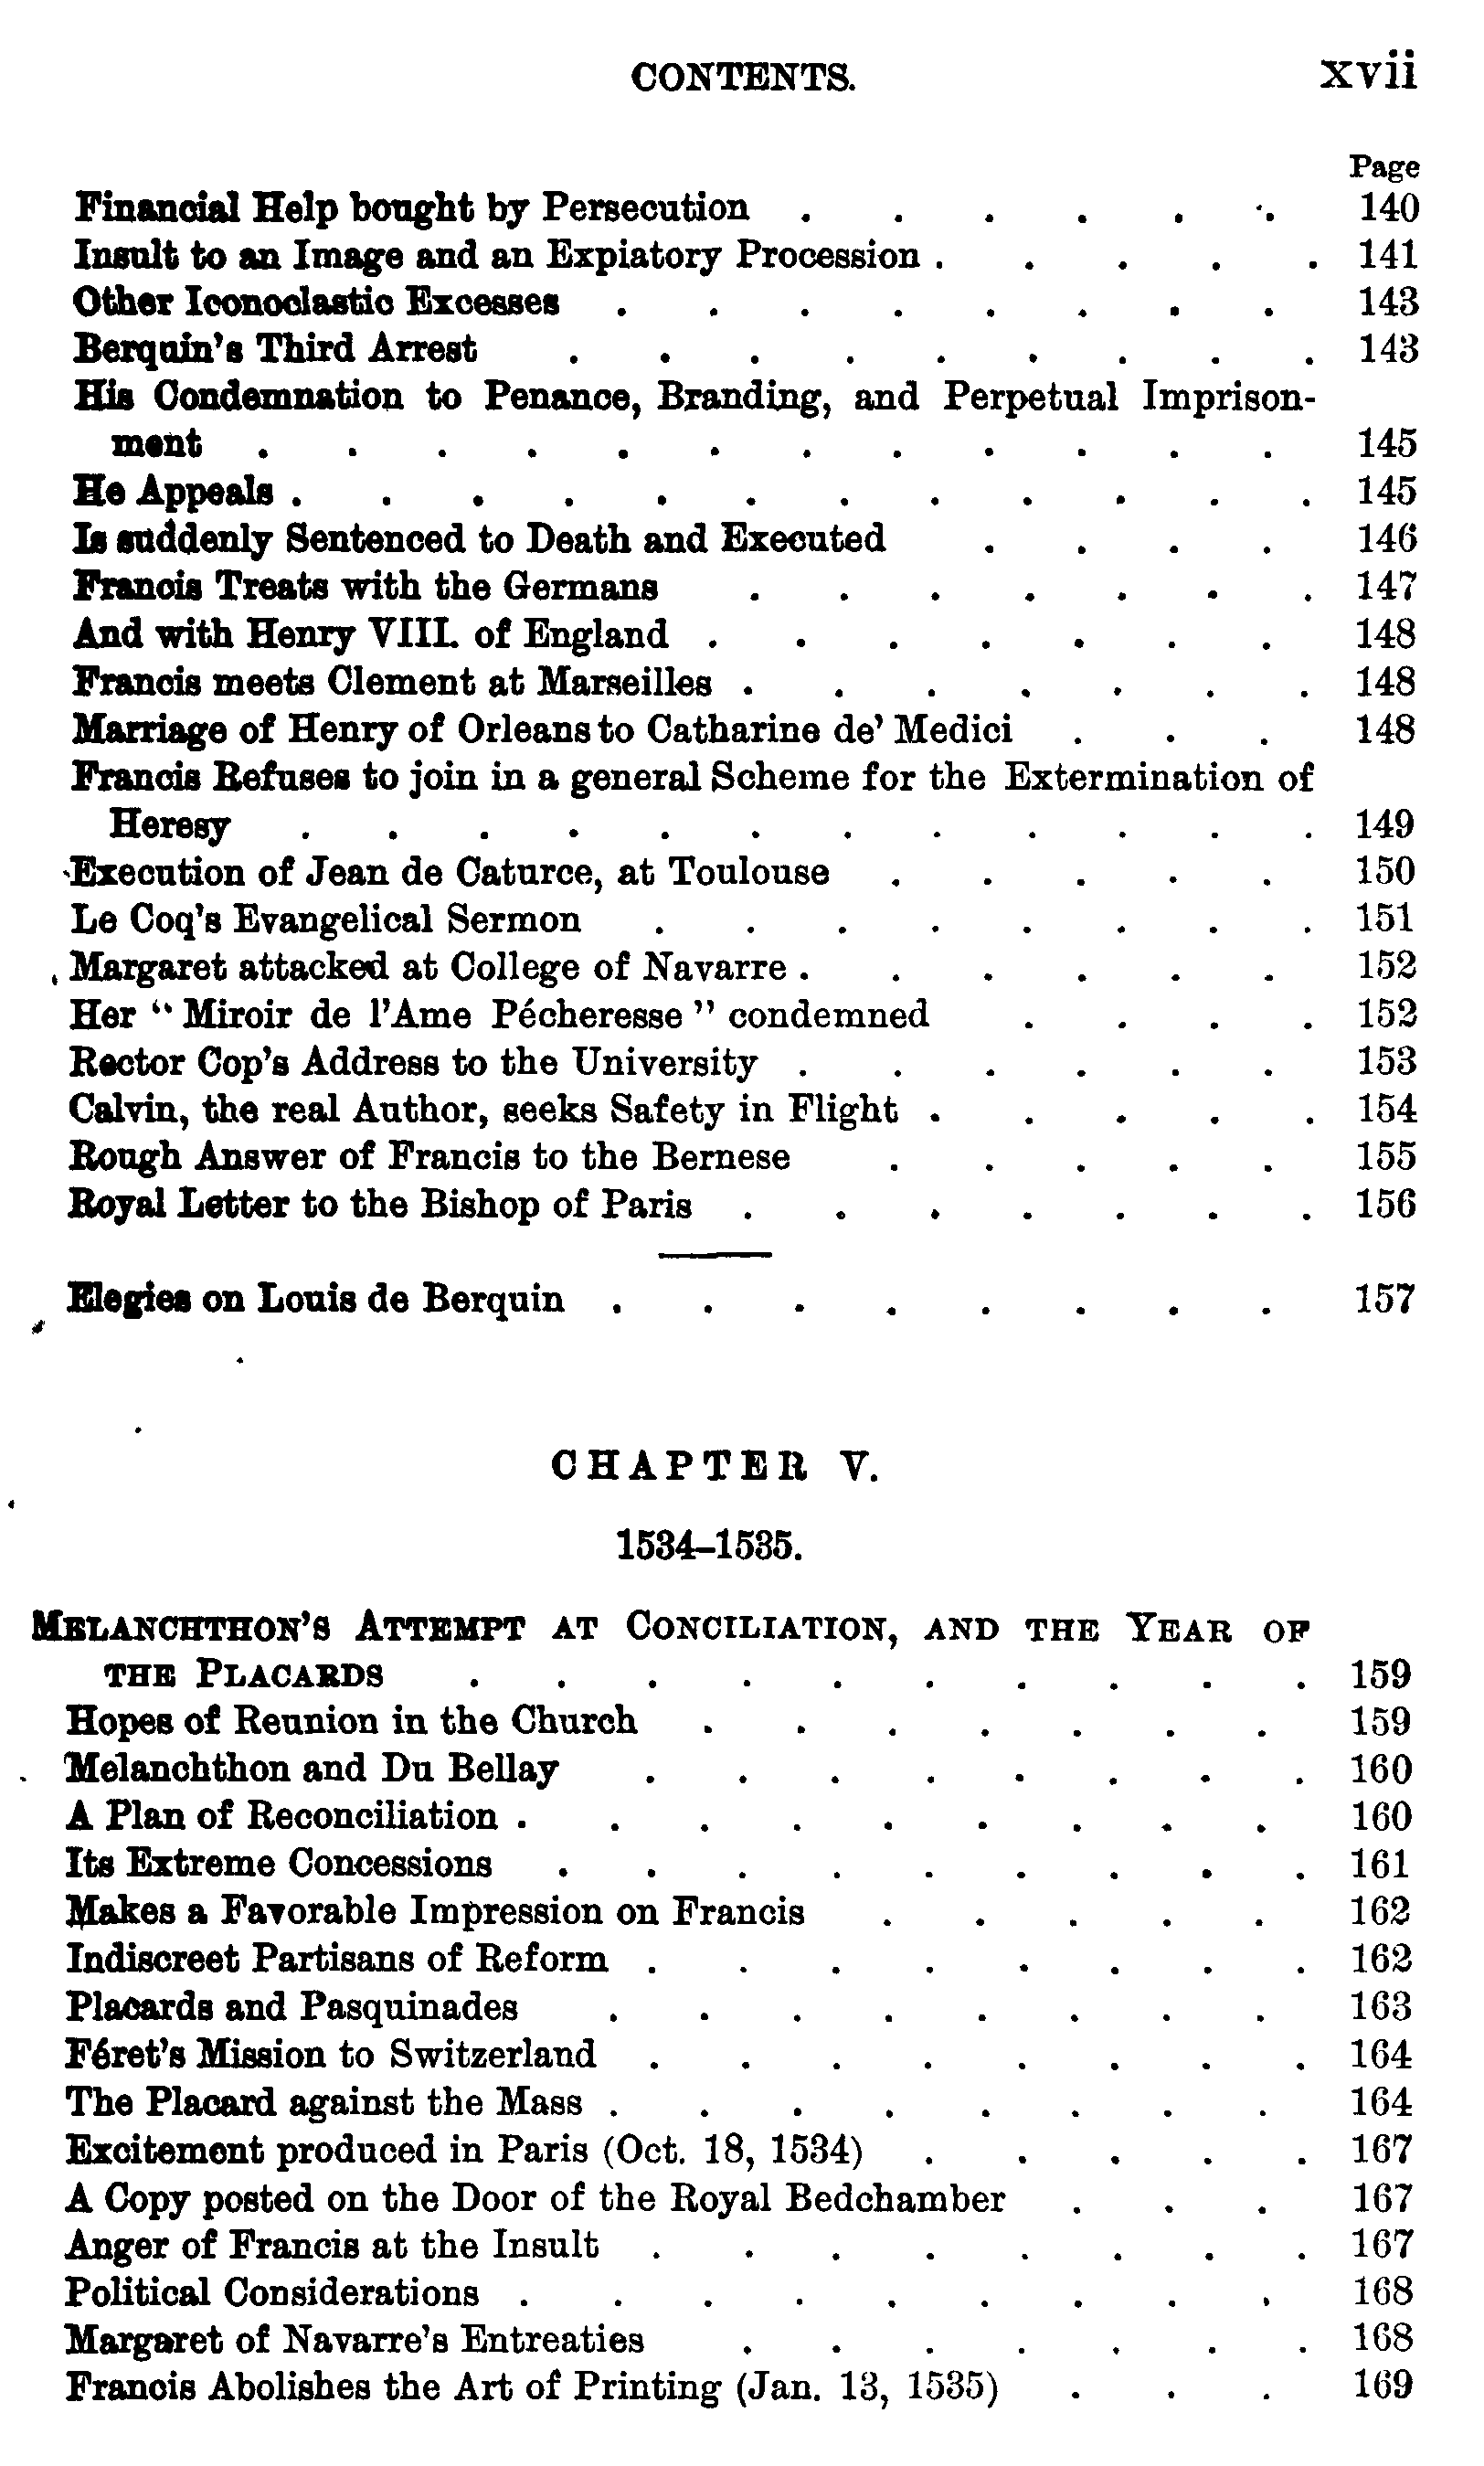 CONTENTS. xvii
Page
Financial Help bought by Persecution . . . . . . 140
Insult to an Image and an Expiatory Procession . . . . . 141
Other Iconoclastic Excesses . . . . . . . . 143
Berquin's Third Arrest . . . . . . . . . 143
His Condemnation to Penance, Branding, and Perpetual Imprison-
ment . . . . . . . . . . . . 145
He Appeals . . . . . . . . . . . . 145
Is suddenly Sentenced to Death and Executed . . . . 146
Francis Treats with the Germans . . . . . . . 147
And with Henry VIII. of England . . . . . . . 148
Francis meets Clement at Marseilles . . . . . . . 148
Marriage of Henry of Orleans to Catharine de' Medici . . . 148
Francis Refuses to join in a general Scheme for the Extermination of
Heresy . . . . . . . . . . . . 149
Execution of Jean de Caturce, at Toulouse . . . . . 150
Le Coq's Evangelical Sermon . . . . . . . . 151
Margaret attacked at College of Navarre . . . . . . 152
Her "Miroir de l'Ame Pécheresse" condemned . . . . 152
Rector Cop's Address to the University . . . . . . 153
Calvin, the real Author, seeks Safety in Flight . . . . . 154
Rough Answer of Francis to the Bernese . . . . . 155
Royal Letter to the Bishop of Paris . . . . . . . 156
Elegies on Louis de Berquin . . . . . . . . 157
CHAPTER V.
1534–1535.
MELANCHTHON'S ATTEMPT AT CONCILIATION, AND THE YEAR OF
THE PLACARDS . . . . . . . . . . 159
Hopes of Reunion in the Church . . . . . . . 159
Melanchthon and Du Bellay . . . . . . . . 160
A Plan of Reconciliation . . . . . . . . . 160
Its Extreme Concessions . . . . . . . . . 161
Makes a Favorable Impression on Francis . . . . . 162
Indiscreet Partisans of Reform . . . . . . . . 162
Placards and Pasquinades . . . . . . . . 163
Féret's Mission to Switzerland . . . . . . . . 164
The Placard against the Mass . . . . . . . . 164
Excitement produced in Paris (Oct. 18, 1534) . . . . . 167
A Copy posted on the Door of the Royal Bedchamber . . . 167
Anger of Francis at the Insult . . . . . . . . 167
Political Considerations . . . . . . . . . 168
Margaret of Navarre's Entreaties . . . . . . . 168
Francis Abolishes the Art of Printing (Jan. 13, 1535) . . . 169